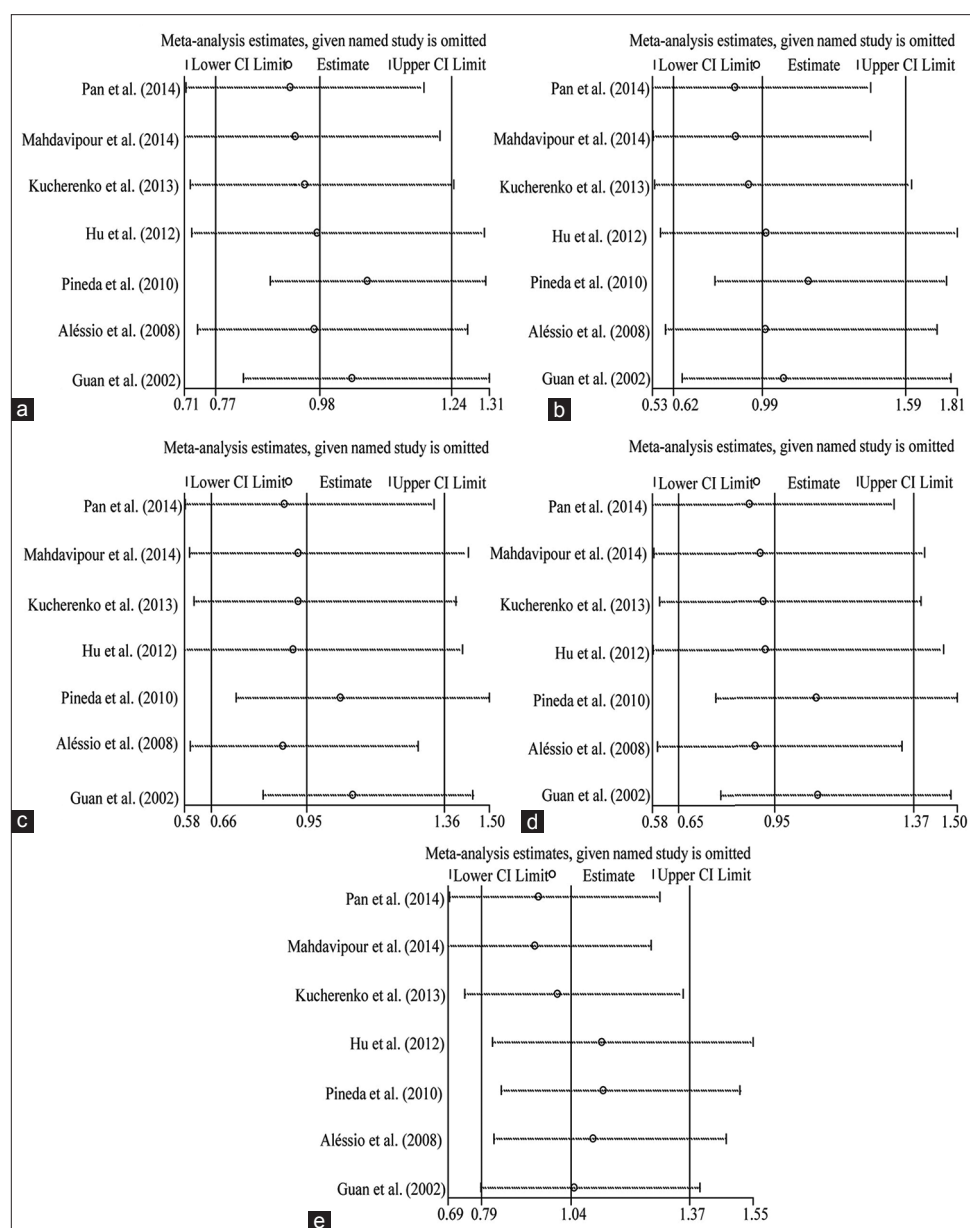 Meta-analysis estimates, given named study is omitted
Lower CI Limit Estimate Upper CI Limit
Pan et al. (2014)
Mahdavipour et al. (2014)
Kucherenko et al. (2013)
Hu et al. (2012)
Pineda et al. (2010)
Aléssio et al. (2008)
Guan et al. (2002)
0.71 0.77 0.98 1.24 1.31
a
Meta-analysis estimates, given named study is omitted
Lower CI Limit Estimate Upper CI Limit
Pan et al. (2014)
Mahdavipour et al. (2014)
Kucherenko et al. (2013)
Hu et al. (2012)
Pineda et al. (2010)
Aléssio et al. (2008)
Guan et al. (2002)
0.53 0.62 0.99 1.59 1.81
b
Meta-analysis estimates, given named study is omitted
Lower CI Limit Estimate Upper CI Limit
Pan et al. (2014)
Mahdavipour et al. (2014)
Kucherenko et al. (2013)
Hu et al. (2012)
Pineda et al. (2010)
Aléssio et al. (2008)
Guan et al. (2002)
0.58 0.66 0.95 1.36 1.50
c
Meta-analysis estimates, given named study is omitted
Lower CI Limit Estimate Upper CI Limit
Pan et al. (2014)
Mahdavipour et al. (2014)
Kucherenko et al. (2013)
Hu et al. (2012)
Pineda et al. (2010)
Aléssio et al. (2008)
Guan et al. (2002)
0.58 0.65 0.95 1.37 1.50
d
Meta-analysis estimates, given named study is omitted
Lower CI Limit Estimate Upper CI Limit
Pan et al. (2014)
Mahdavipour et al. (2014)
Kucherenko et al. (2013)
Hu et al. (2012)
Pineda et al. (2010)
Aléssio et al. (2008)
Guan et al. (2002)
0.69 0.79 1.04 1.37 1.55
e